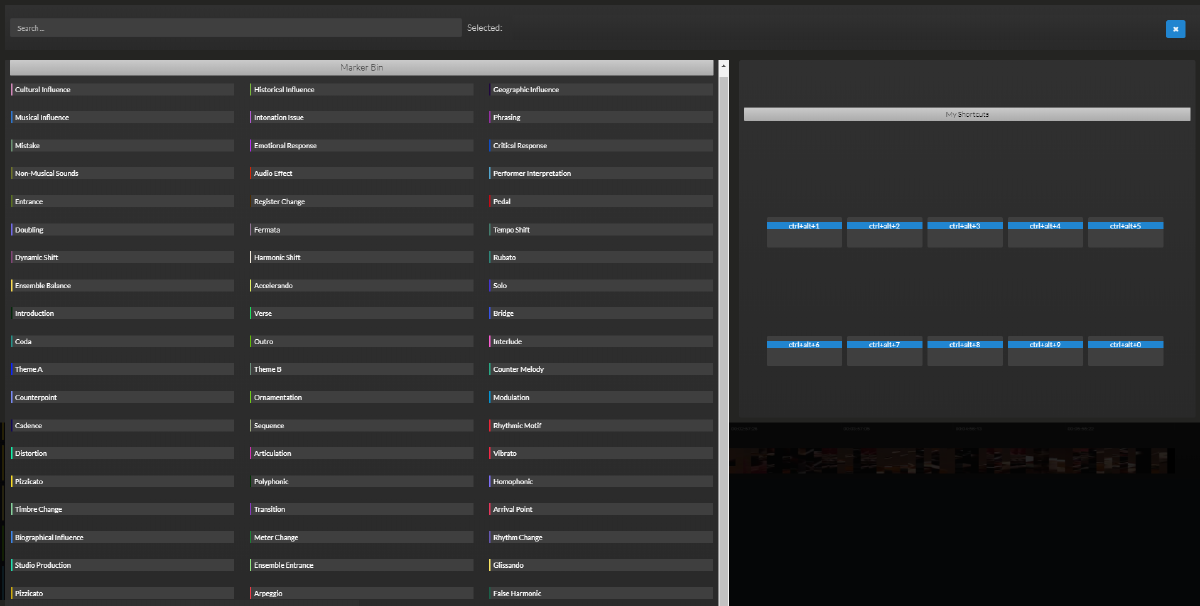 Search ...
Selected:
Marker Bin
Cultural Influence Historical Influence Geographic Influence
Musical Influence Intonation Issue Phrasing
Mistake Emotional Response Critical Response
Non-Musical Sounds Audio Effect Performer Interpretation
Entrance Register Change Pedal
Doubling Fermata Tempo Shift
Dynamic Shift Harmonic Shift Rubato
Ensemble Balance Accelerando Solo
Introduction Verse Bridge
Coda Outro Interlude
Theme A Theme B Counter Melody
Counterpoint Ornamentation Modulation
Cadence Sequence Rhythmic Motif
Distortion Articulation Vibrato
Pizzicato Polyphonic Homophonic
Timbre Change Transition Arrival Point
Biographical Influence Meter Change Rhythm Change
Studio Production Ensemble Entrance Glissando
Pizzicato Arpeggio False Harmonic
My Shortcuts
ctrl+alt+1 ctrl+alt+2 ctrl+alt+3 ctrl+alt+4 ctrl+alt+5
ctrl+alt+6 ctrl+alt+7 ctrl+alt+8 ctrl+alt+9 ctrl+alt+0